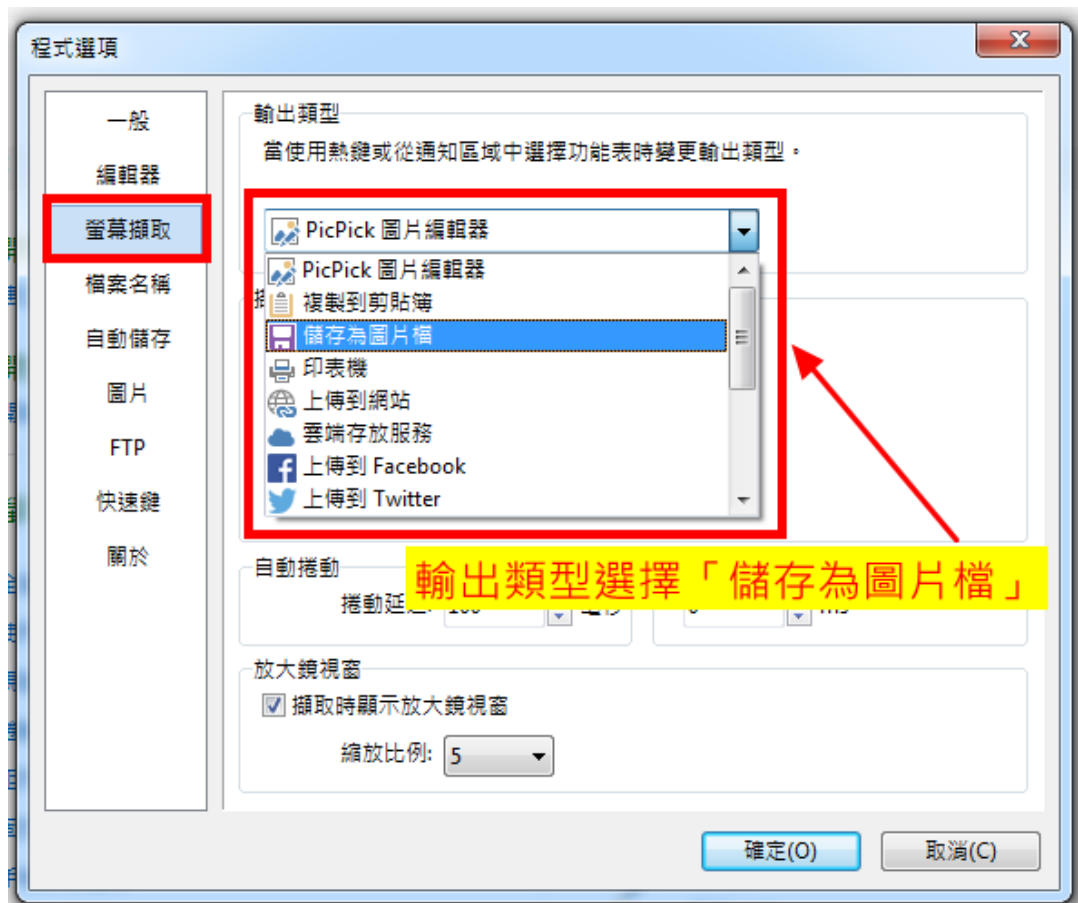 程式選項
一般
編輯器
螢幕擷取
檔案名稱
自動儲存
圖片
FTP
快速鍵
關於
輸出類型
當使用熱鍵或從通知區域中選擇功能表時變更輸出類型。
PicPick 圖片編輯器
PicPick 圖片編輯器
複製到剪貼簿
儲存為圖片檔
印表機
上傳到網站
雲端存放服務
上傳到 Facebook
上傳到 Twitter
輸出類型選擇「儲存為圖片檔」
自動捲動
放大鏡視窗
擷取時顯示放大鏡視窗
縮放比例: 5
確定(O)
取消(C)